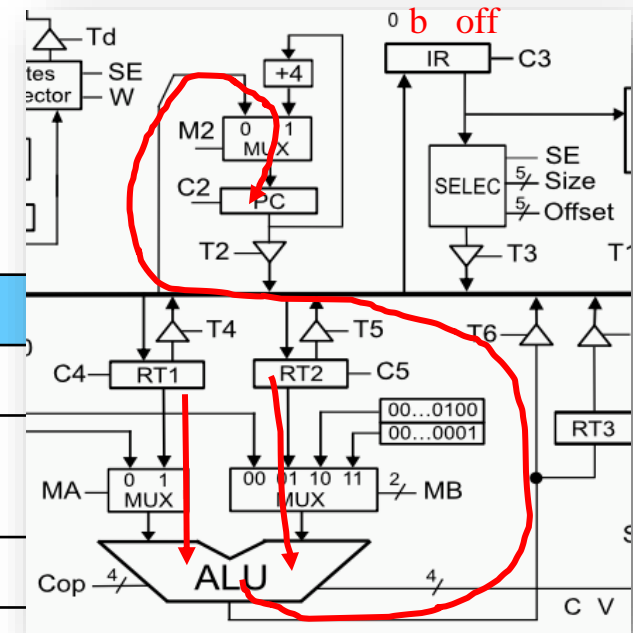 0 b off
Td
tes
ector
SE
W
+4
IR
C3
M2
0 1
MUX
C2
PC
T2
SELEC
SE
5 Size
5 Offset
T3
T1
T4
T5
T6
C4
RT1
RT2
C5
00...0100
00...0001
RT3
MA
0 1
MUX
00 01 10 11
MUX
2
MB
Cop
4
ALU
4
C V